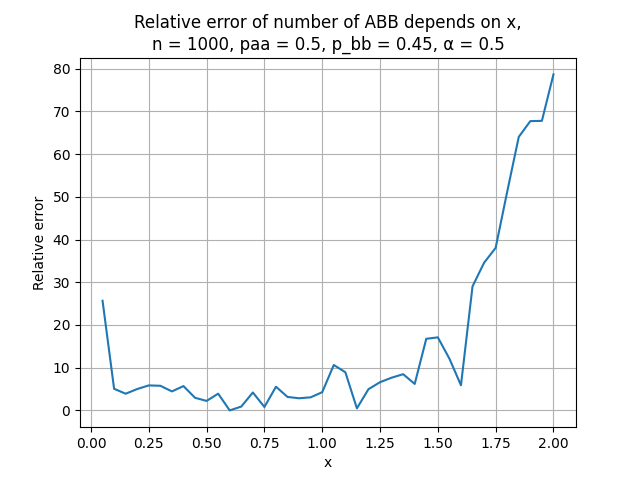 Relative error of number of ABB depends on x,
n = 1000, paa = 0.5, p_bb = 0.45, α = 0.5
80
70
60
50
40
30
20
10
0
Relative error
0.00 0.25 0.50 0.75 1.00 1.25 1.50 1.75 2.00
x